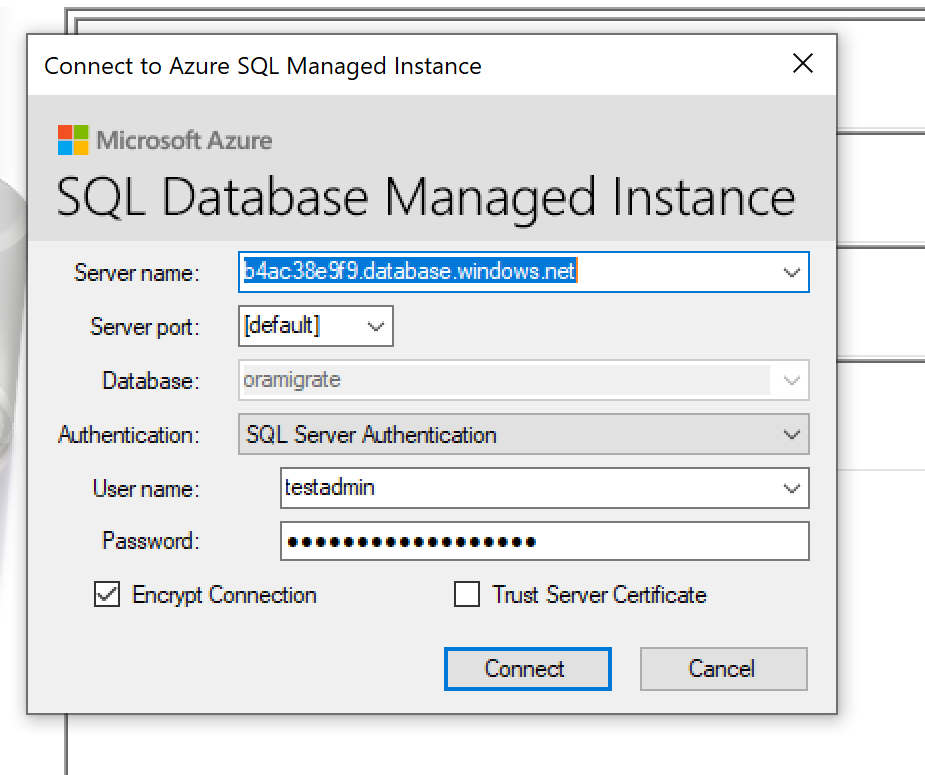 Connect to Azure SQL Managed Instance
Microsoft Azure
SQL Database Managed Instance
Server name: b4ac38e9f9.database.windows.net
Server port: [default]
Database: oramigrate
Authentication: SQL Server Authentication
User name: testadmin
Password: ●●●●●●●●●●●●●●●●●●
Encrypt Connection Trust Server Certificate
Connect Cancel